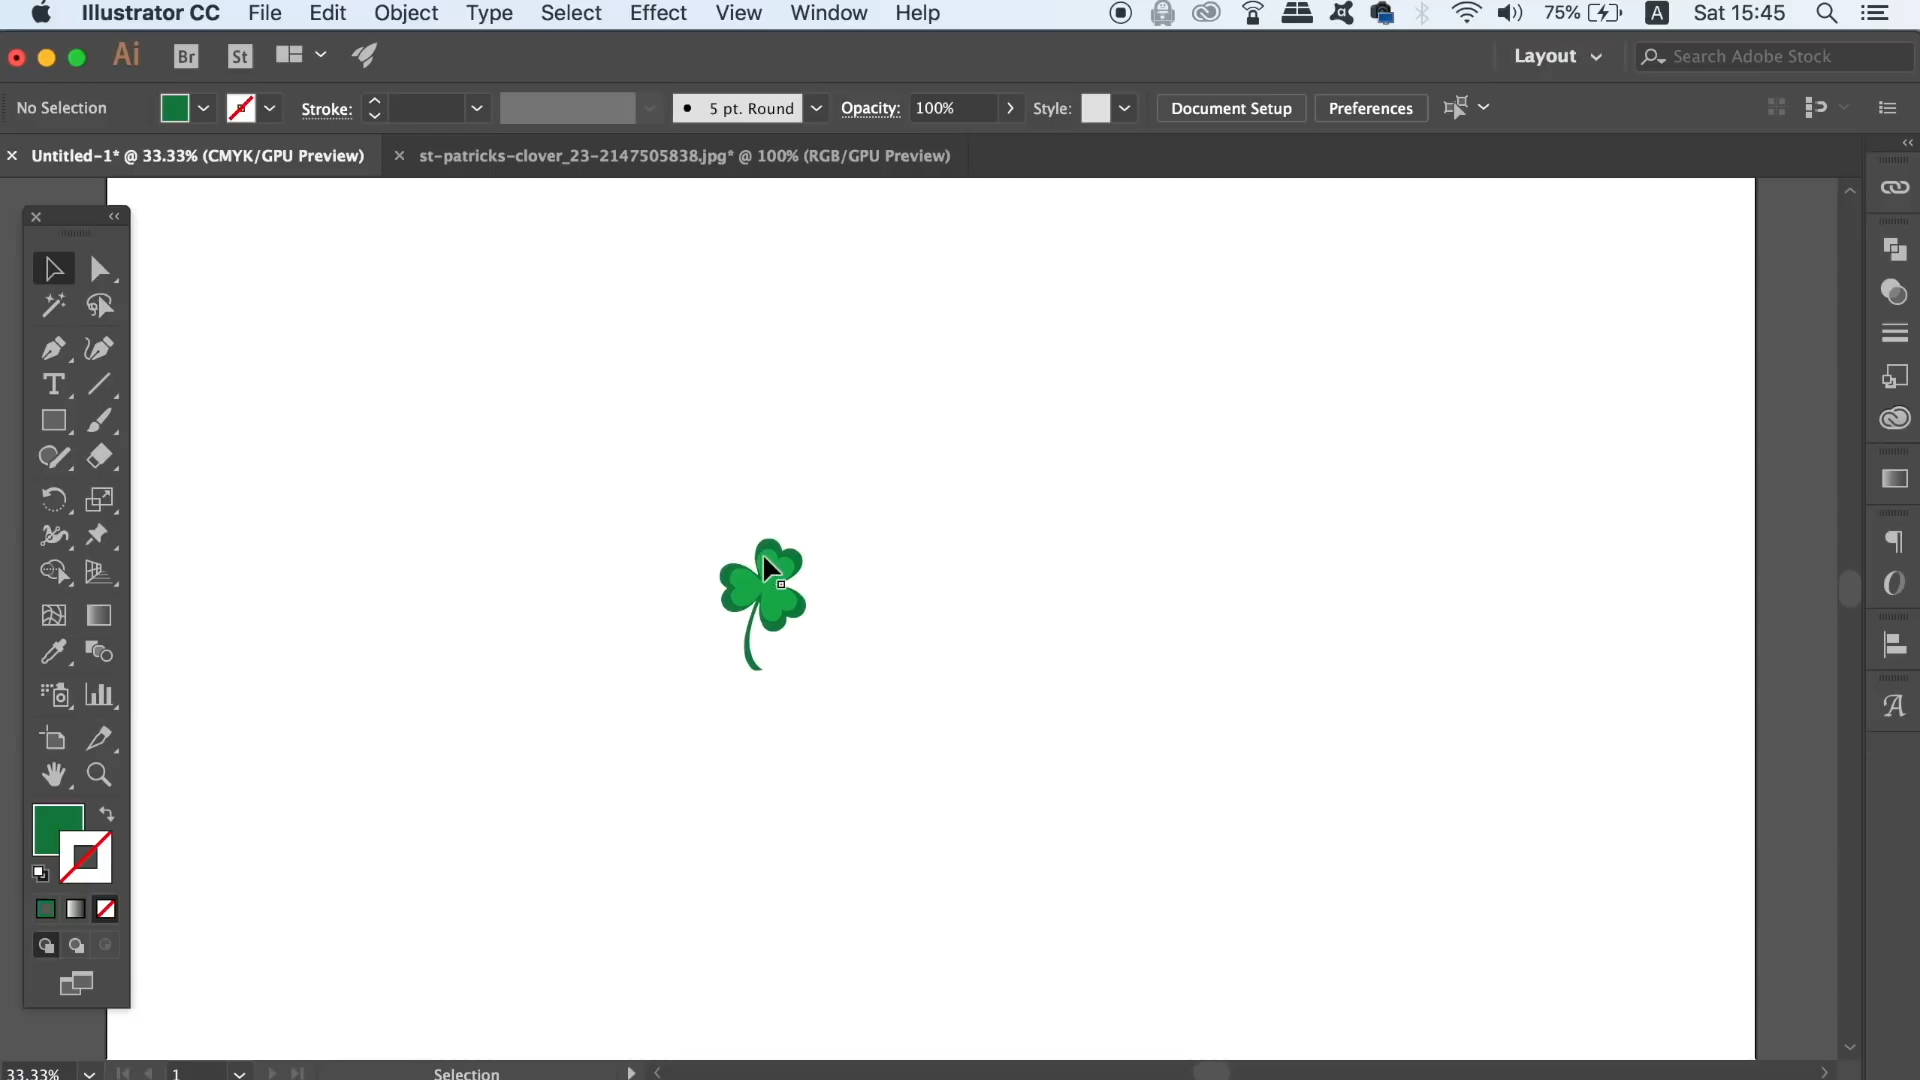 Illustrator CC File Edit Object Type Select Effect View Window Help 75% A Sat 15:45
Ai Br St Layout Search Adobe Stock
No Selection Stroke: 5 pt. Round Opacity: 100% Style: Document Setup Preferences
Untitled-1* @ 33.33% (CMYK/GPU Preview) st-patricks-clover_23-2147505838.jpg* @ 100% (RGB/GPU Preview)
33.33% 1 Selection